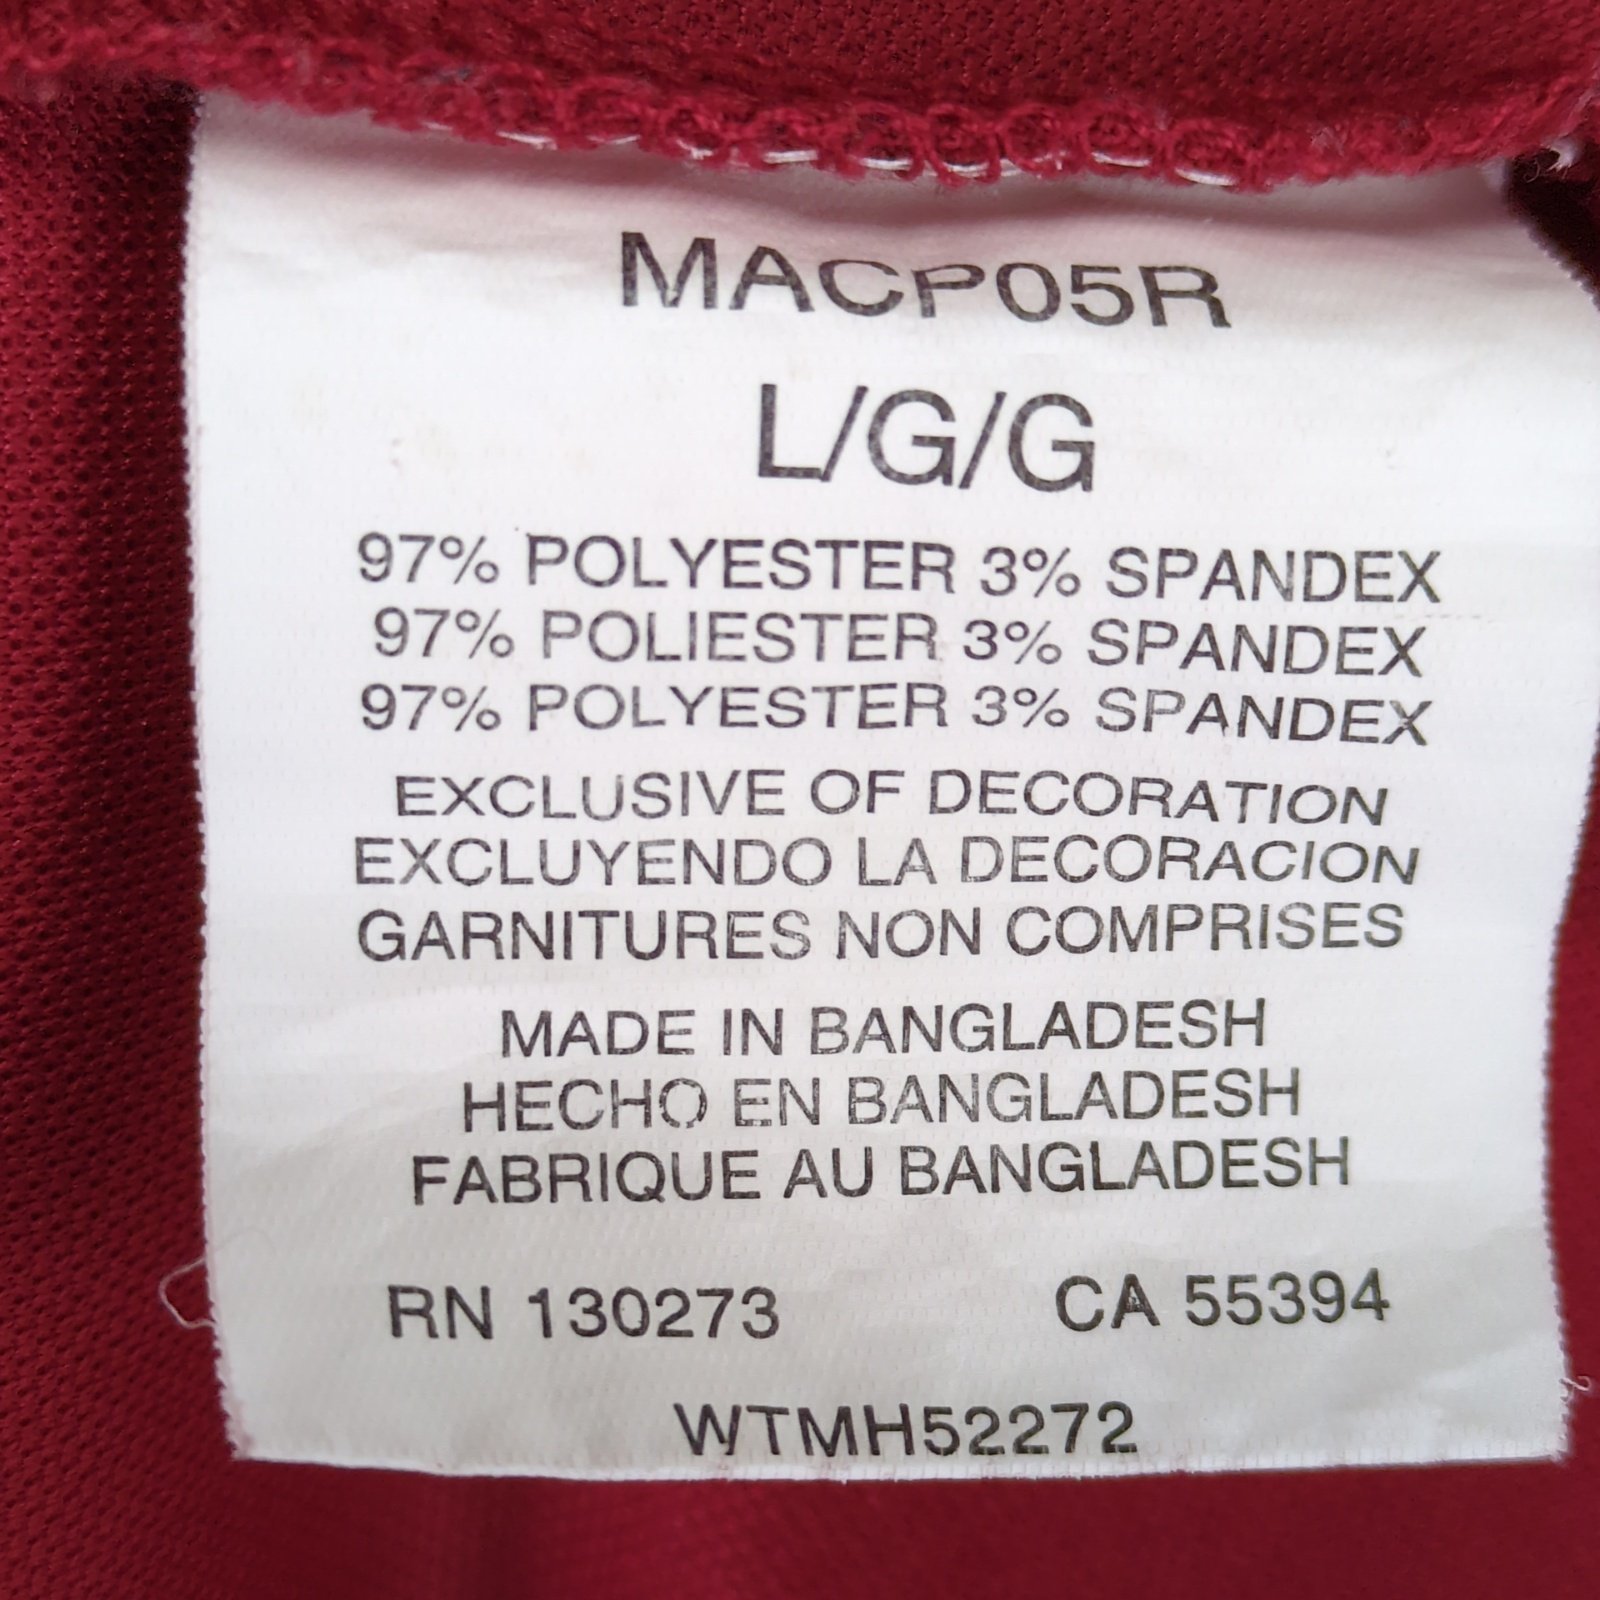 MACP05R
L/G/G
97% POLYESTER 3% SPANDEX
97% POLIESTER 3% SPANDEX
97% POLYESTER 3% SPANDEX
EXCLUSIVE OF DECORATION
EXCLUYENDO LA DECORACION
GARNITURES NON COMPRISES
MADE IN BANGLADESH
HECHO EN BANGLADESH
FABRIQUE AU BANGLADESH
RN 130273 CA 55394
WTMH52272